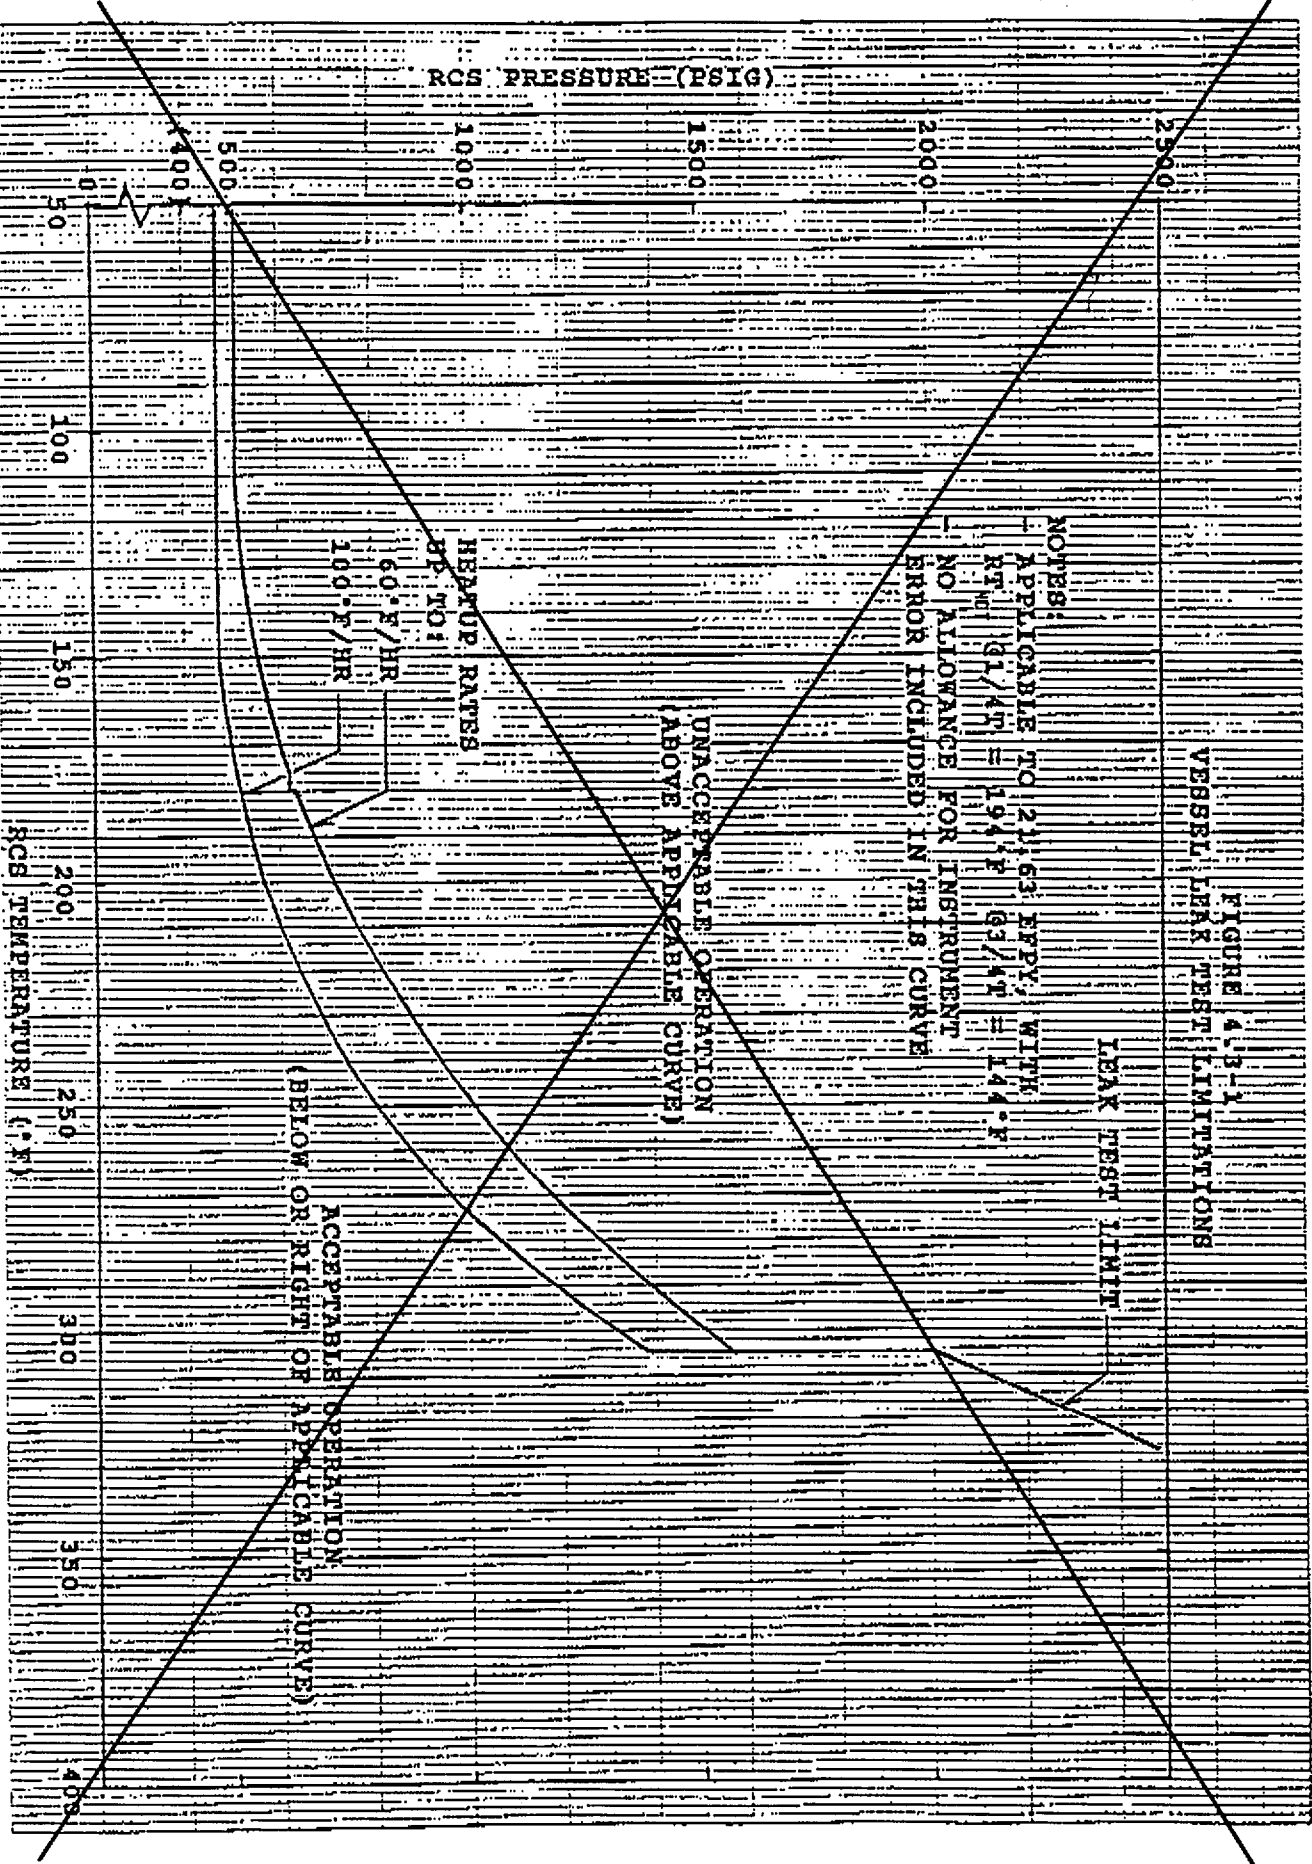 FIGURE 4.3-1
VESSEL LEAK TEST LIMITATIONS
LEAK TEST LIMIT
NOTES:
- APPLICABLE TO 21.63 EFPY, WITH
RT NDT @1/4T = 194°F @3/4T = 144°F
- NO ALLOWANCE FOR INSTRUMENT
ERROR INCLUDED IN THIS CURVE
UNACCEPTABLE OPERATION
(ABOVE APPLICABLE CURVE)
HEATUP RATES
UP TO:
60°F/HR
100°F/HR
ACCEPTABLE OPERATION
(BELOW OR RIGHT OF APPLICABLE CURVE)
RCS PRESSURE (PSIG)
2500
2000
1500
1000
500
(400)
0
50 100 150 200 250 300 350 400
RCS TEMPERATURE (°F)